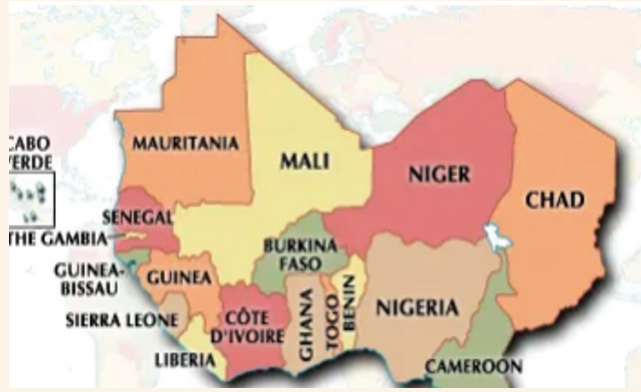 MAURITANIA
MALI
NIGER
CHAD
CABO
VERDE
SENEGAL
THE GAMBIA
GUINEA-
BISSAU
GUINEA
BURKINA
FASO
SIERRA LEONE
LIBERIA
CÔTE
D'IVOIRE
GHANA
TOGO
BENIN
NIGERIA
CAMEROON